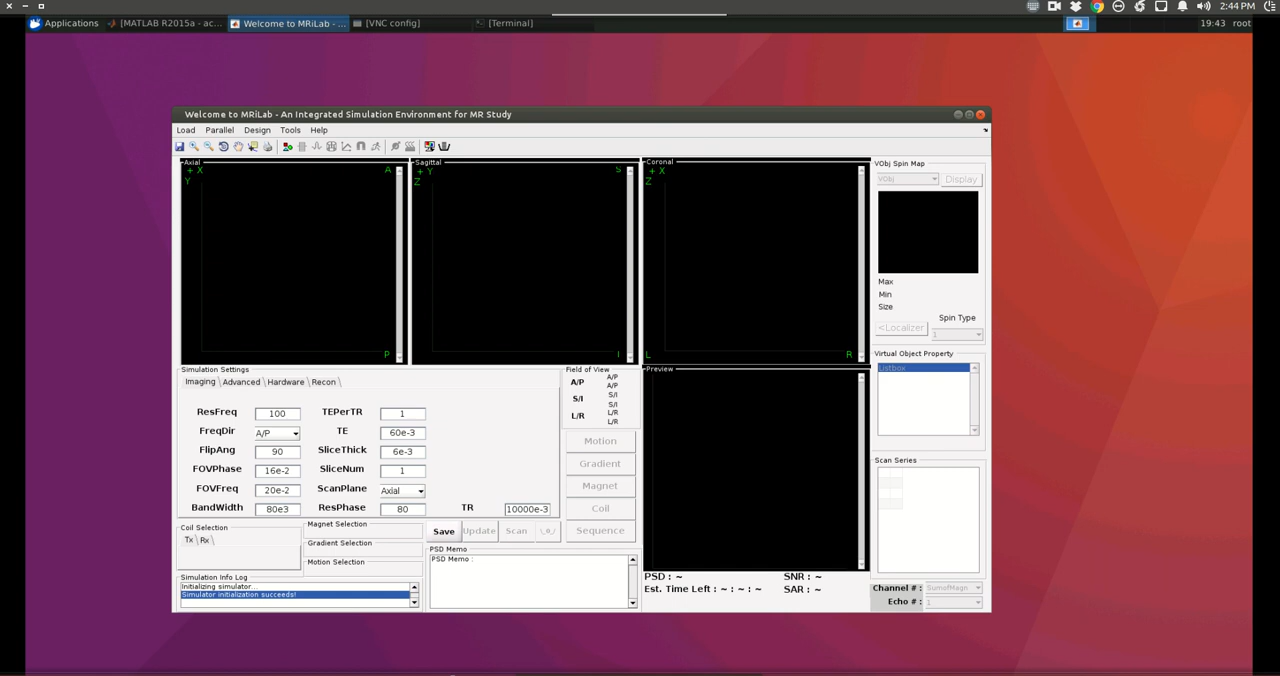 2:44 PM
Applications [MATLAB R2015a - ac... Welcome to MRiLab - ... [VNC config] [Terminal] 19:43 root
Welcome to MRiLab - An Integrated Simulation Environment for MR Study
Load Parallel Design Tools Help
Axial Sagittal Coronal VObj Spin Map
+ X A + Y S + X VObj Display
Y Z Z
Max
Min
Size
Spin Type
<Localizer 1
P I L R Virtual Object Property
Listbox
Simulation Settings Field of View Preview
Imaging Advanced Hardware Recon
A/P A/P
A/P
S/I S/I
S/I
L/R L/R
L/R
ResFreq 100 TEPerTR 1
FreqDir A/P TE 60e-3
FlipAng 90 SliceThick 6e-3
FOVPhase 16e-2 SliceNum 1
FOVFreq 20e-2 ScanPlane Axial
BandWidth 80e3 ResPhase 80 TR 10000e-3
Motion
Gradient
Magnet
Coil
Sequence
Scan Series
Coil Selection
Tx Rx
Magnet Selection
Gradient Selection
Motion Selection
Save Update Scan \_0_/
PSD Memo
PSD Memo :
Simulation Info Log
Initializing simulator...
Simulator initialization succeeds!
PSD : ~ SNR : ~
Est. Time Left : ~ : ~ : ~ SAR : ~
Channel # : SumofMagn
Echo # : 1